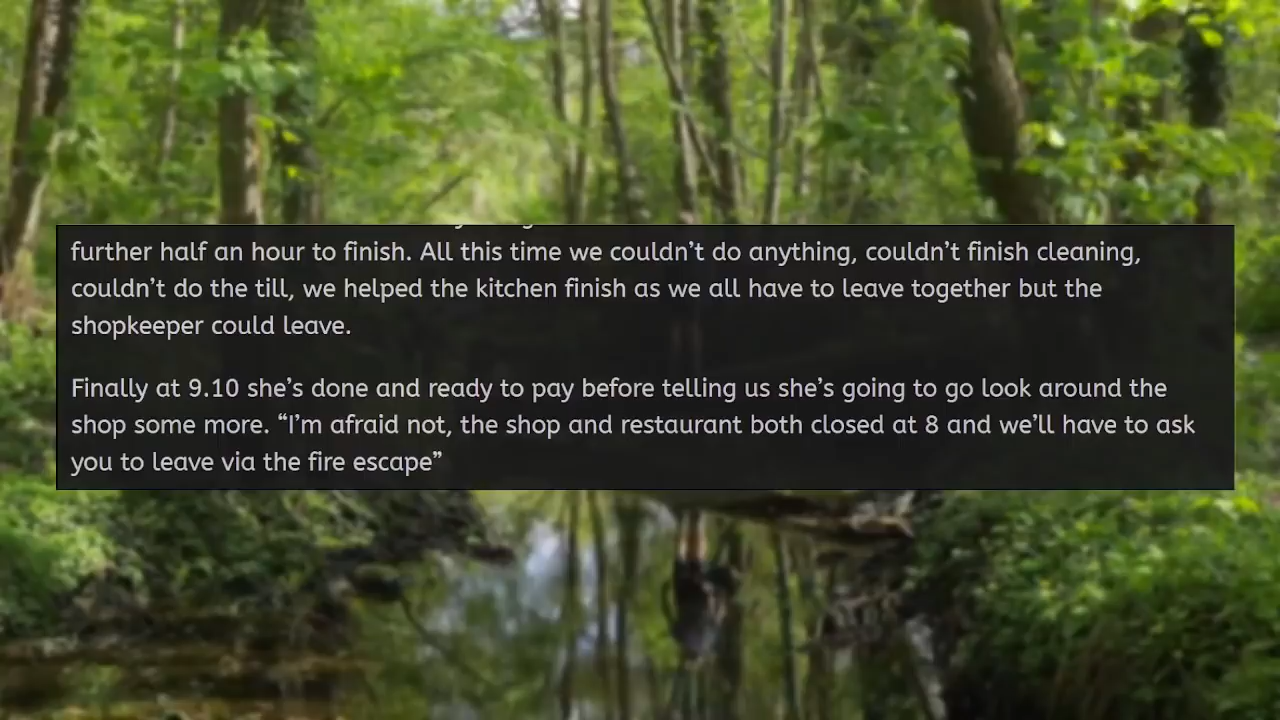 further half an hour to finish. All this time we couldn’t do anything, couldn’t finish cleaning,
couldn’t do the till, we helped the kitchen finish as we all have to leave together but the
shopkeeper could leave.
Finally at 9.10 she’s done and ready to pay before telling us she’s going to go look around the
shop some more. “I’m afraid not, the shop and restaurant both closed at 8 and we’ll have to ask
you to leave via the fire escape”